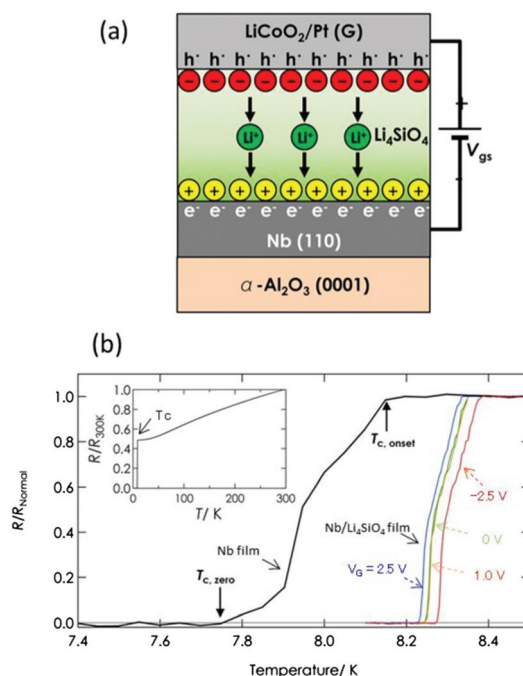 (a)
LiCoO₂/Pt (G)
h· h· h· h· h· h· h· h· h· h·
− − − − − − − − − −
Li⁺ Li⁺ Li⁺ Li₄SiO₄
+
Vgs
-
+ + + + + + + + + +
e⁻ e⁻ e⁻ e⁻ e⁻ e⁻ e⁻ e⁻ e⁻ e⁻
Nb (110)
α-Al₂O₃ (0001)
(b)
R/RNormal
1.0
0.8
0.6
0.4
0.2
0.0
R/R300K
1.0
0.8
0.6
0.4
0.2
0.0
Tc
0 100 200 300
T/ K
Tc, onset
−2.5 V
Nb/Li₄SiO₄ film
0 V
Nb film
VG = 2.5 V
1.0 V
Tc, zero
7.4 7.6 7.8 8.0 8.2 8.4
Temperature/ K